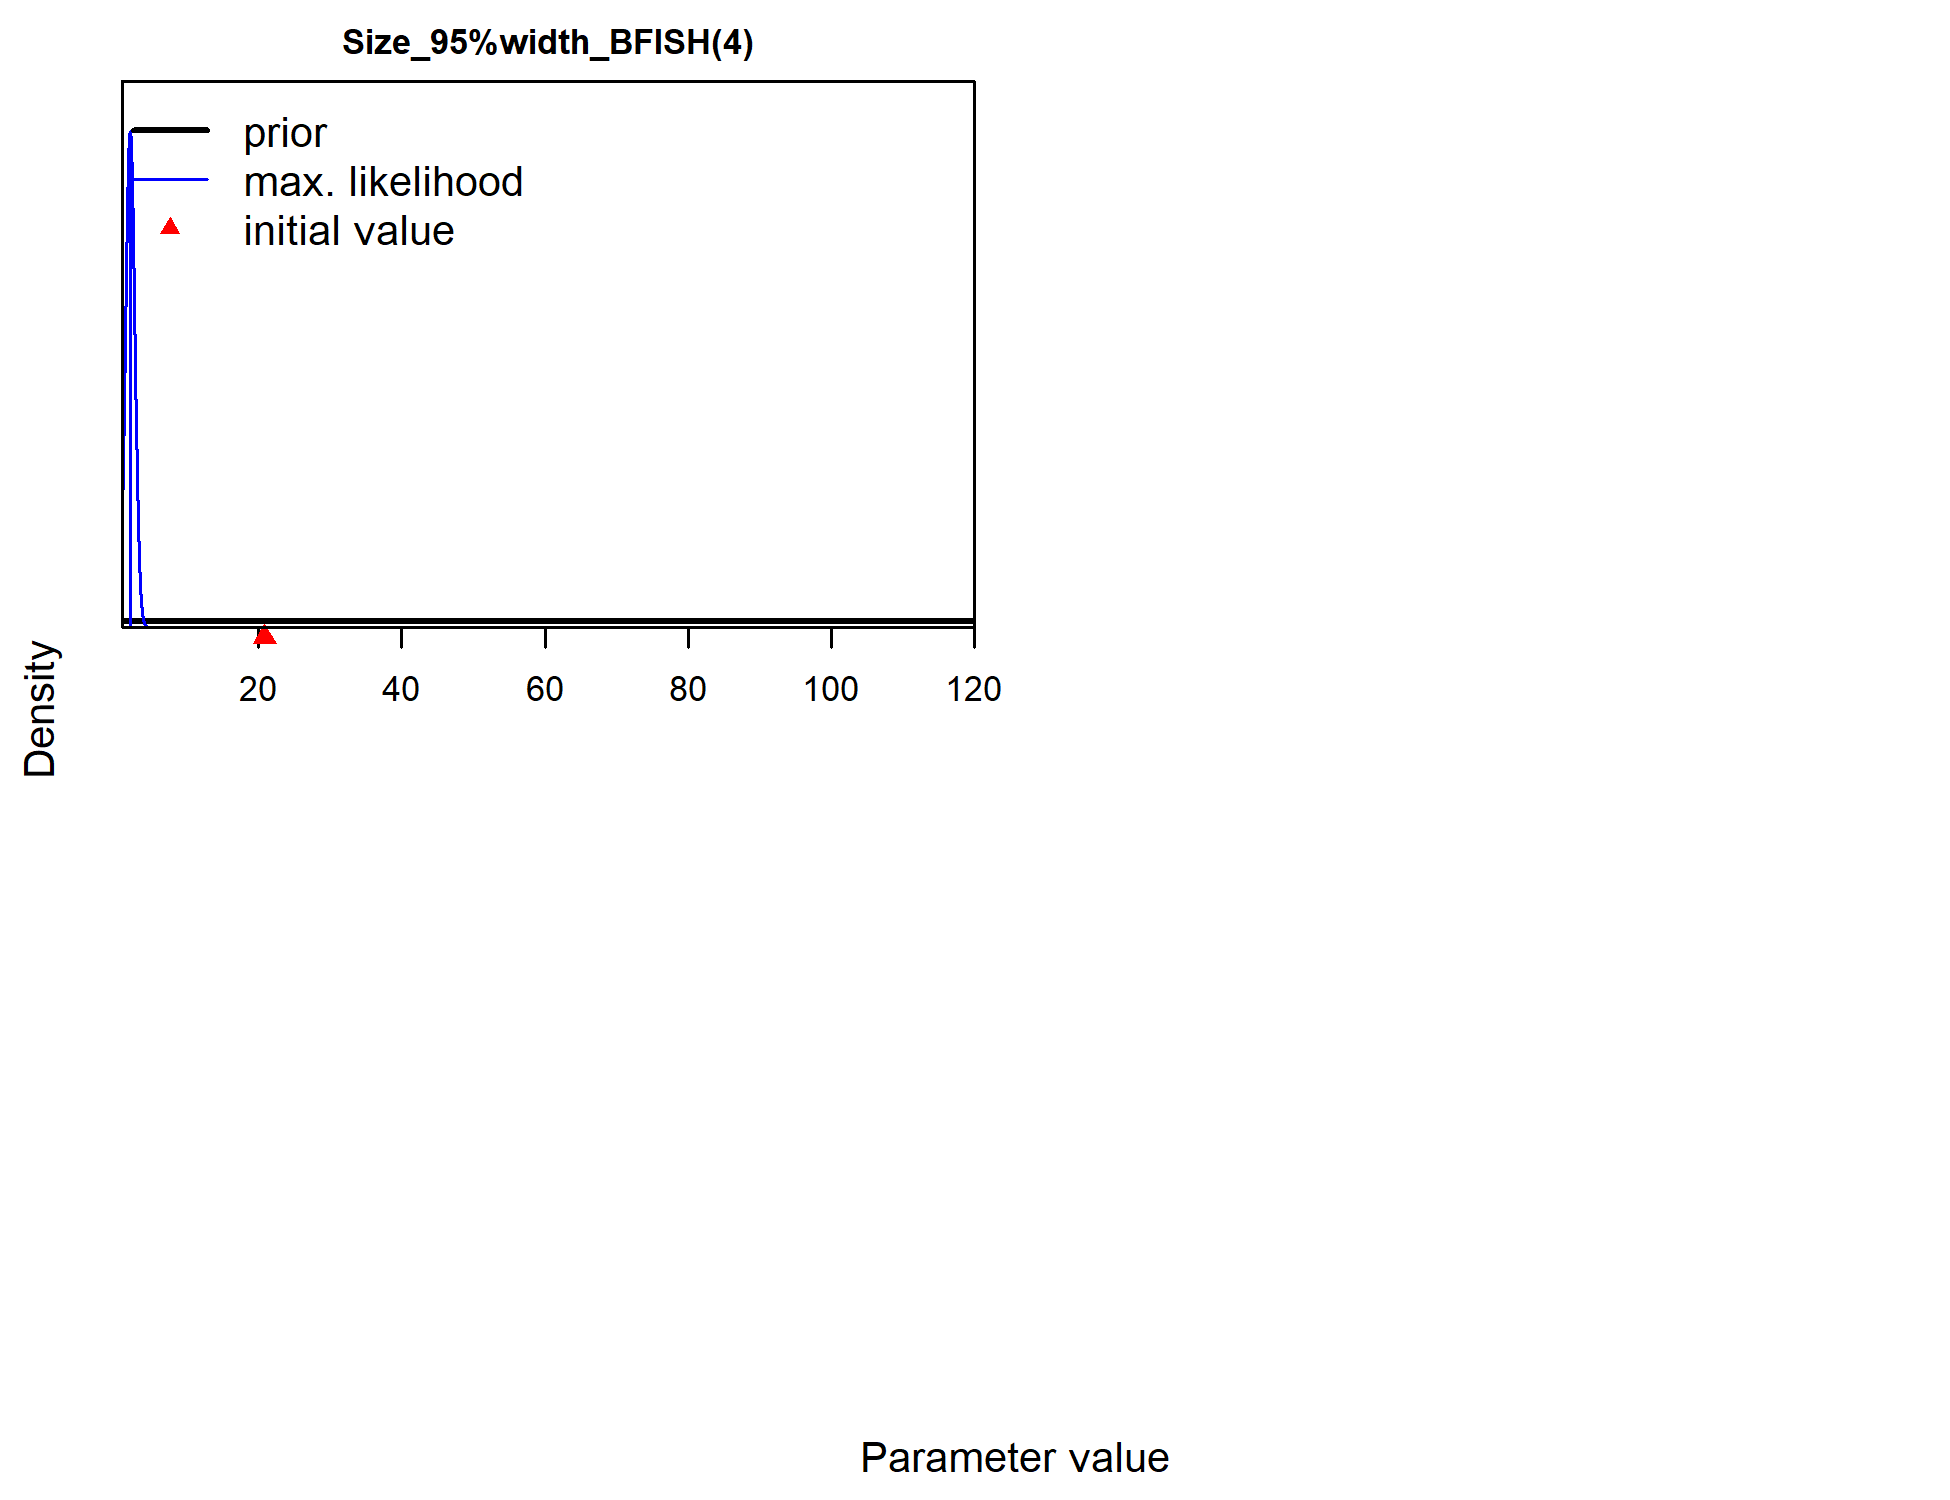 Size_95%width_BFISH(4)
prior
max. likelihood
initial value
20 40 60 80 100 120
Density
Parameter value